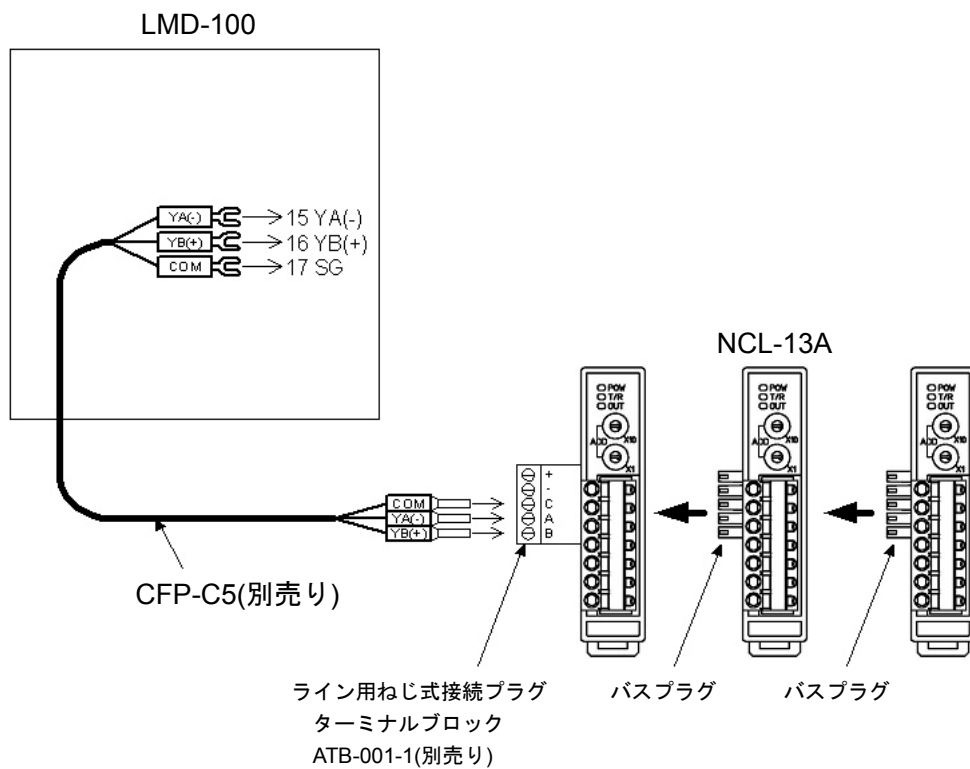 LMD-100
YA(-) 15 YA(-)
YB(+) 16 YB(+)
COM 17 SG
NCL-13A
POW
T/R
OUT
ADD
X10
X1
POW
T/R
OUT
ADD
X10
X1
POW
T/R
OUT
ADD
X10
X1
+
-
C
A
B
COM
YA(-)
YB(+)
CFP-C5(別売り)
ライン用ねじ式接続プラグ
ターミナルブロック
ATB-001-1(別売り)
バスプラグ
バスプラグ